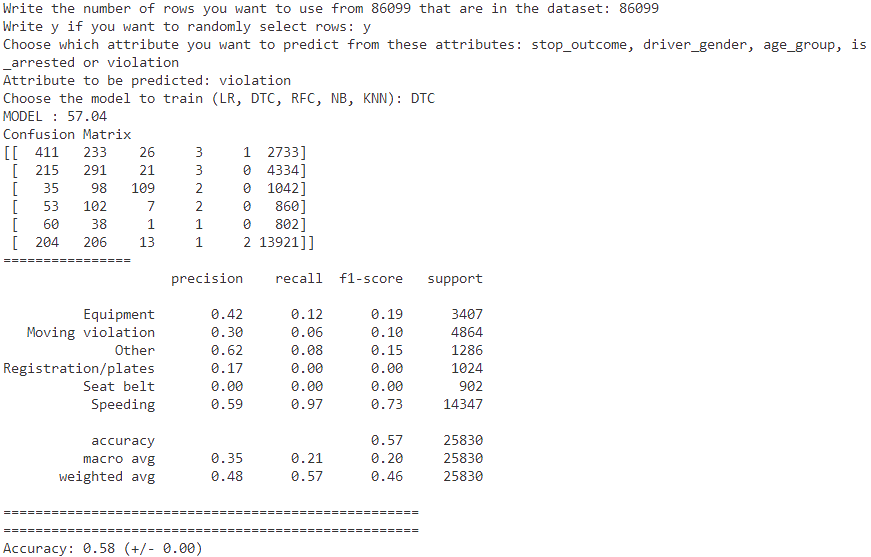 Write the number of rows you want to use from 86099 that are in the dataset: 86099
Write y if you want to randomly select rows: y
Choose which attribute you want to predict from these attributes: stop_outcome, driver_gender, age_group, is
_arrested or violation
Attribute to be predicted: violation
Choose the model to train (LR, DTC, RFC, NB, KNN): DTC
MODEL : 57.04
Confusion Matrix
[[  411   233    26     3     1  2733]
 [  215   291    21     3     0  4334]
 [   35    98   109     2     0  1042]
 [   53   102     7     2     0   860]
 [   60    38     1     1     0   802]
 [  204   206    13     1     2 13921]]
================
precision    recall  f1-score   support
Equipment       0.42      0.12      0.19      3407
Moving violation       0.30      0.06      0.10      4864
Other       0.62      0.08      0.15      1286
Registration/plates       0.17      0.00      0.00      1024
Seat belt       0.00      0.00      0.00       902
Speeding       0.59      0.97      0.73     14347
accuracy                           0.57     25830
macro avg       0.35      0.21      0.20     25830
weighted avg       0.48      0.57      0.46     25830
====================================================
====================================================
Accuracy: 0.58 (+/- 0.00)